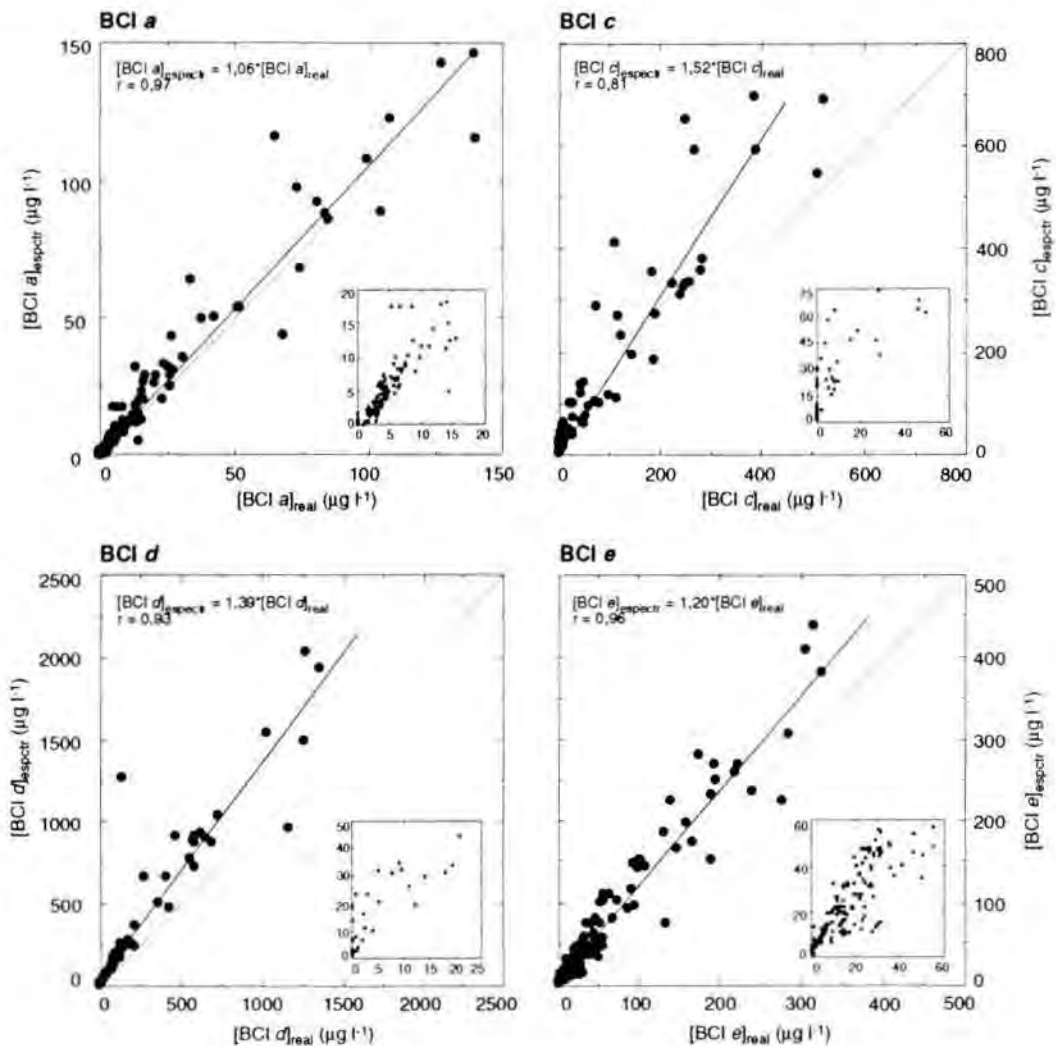 BCl a
150
[BCl a]espectr = 1,06*[BCl a]real
r = 0,97
100
50
0
[BCl a]espctr (µg l-1)
20
15
10
5
0
0 5 10 15 20
0 50 100 150
[BCl a]real (µg l-1)
BCl c
800
[BCl c]espectr = 1,52*[BCl c]real
r = 0,81
600
400
200
0
[BCl c]espctr (µg l-1)
75
60
45
30
15
0
0 20 40 60
0 200 400 600 800
[BCl c]real (µg l-1)
BCl d
2500
[BCl d]espectr = 1,39*[BCl d]real
r = 0,93
2000
1500
1000
500
0
[BCl d]espctr (µg l-1)
50
40
30
20
10
0
0 5 10 15 20 25
0 500 1000 1500 2000 2500
[BCl d]real (µg l-1)
BCl e
500
[BCl e]espectr = 1,20*[BCl e]real
r = 0,96
400
300
200
100
0
[BCl e]espctr (µg l-1)
60
40
20
0
0 20 40 60
0 100 200 300 400 500
[BCl e]real (µg l-1)